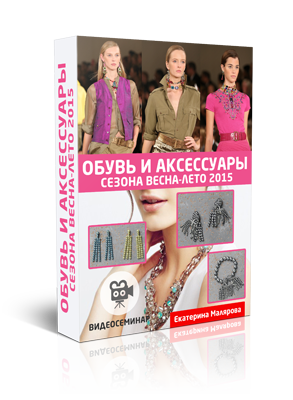 ОБУВЬ И АКСЕССУАРЫ
СЕЗОНА ВЕСНА-ЛЕТО 2015
ОБУВЬ И АКСЕССУАРЫ
СЕЗОНА ВЕСНА-ЛЕТО 2015
ВИДЕОСЕМИНАР
Екатерина Малярова